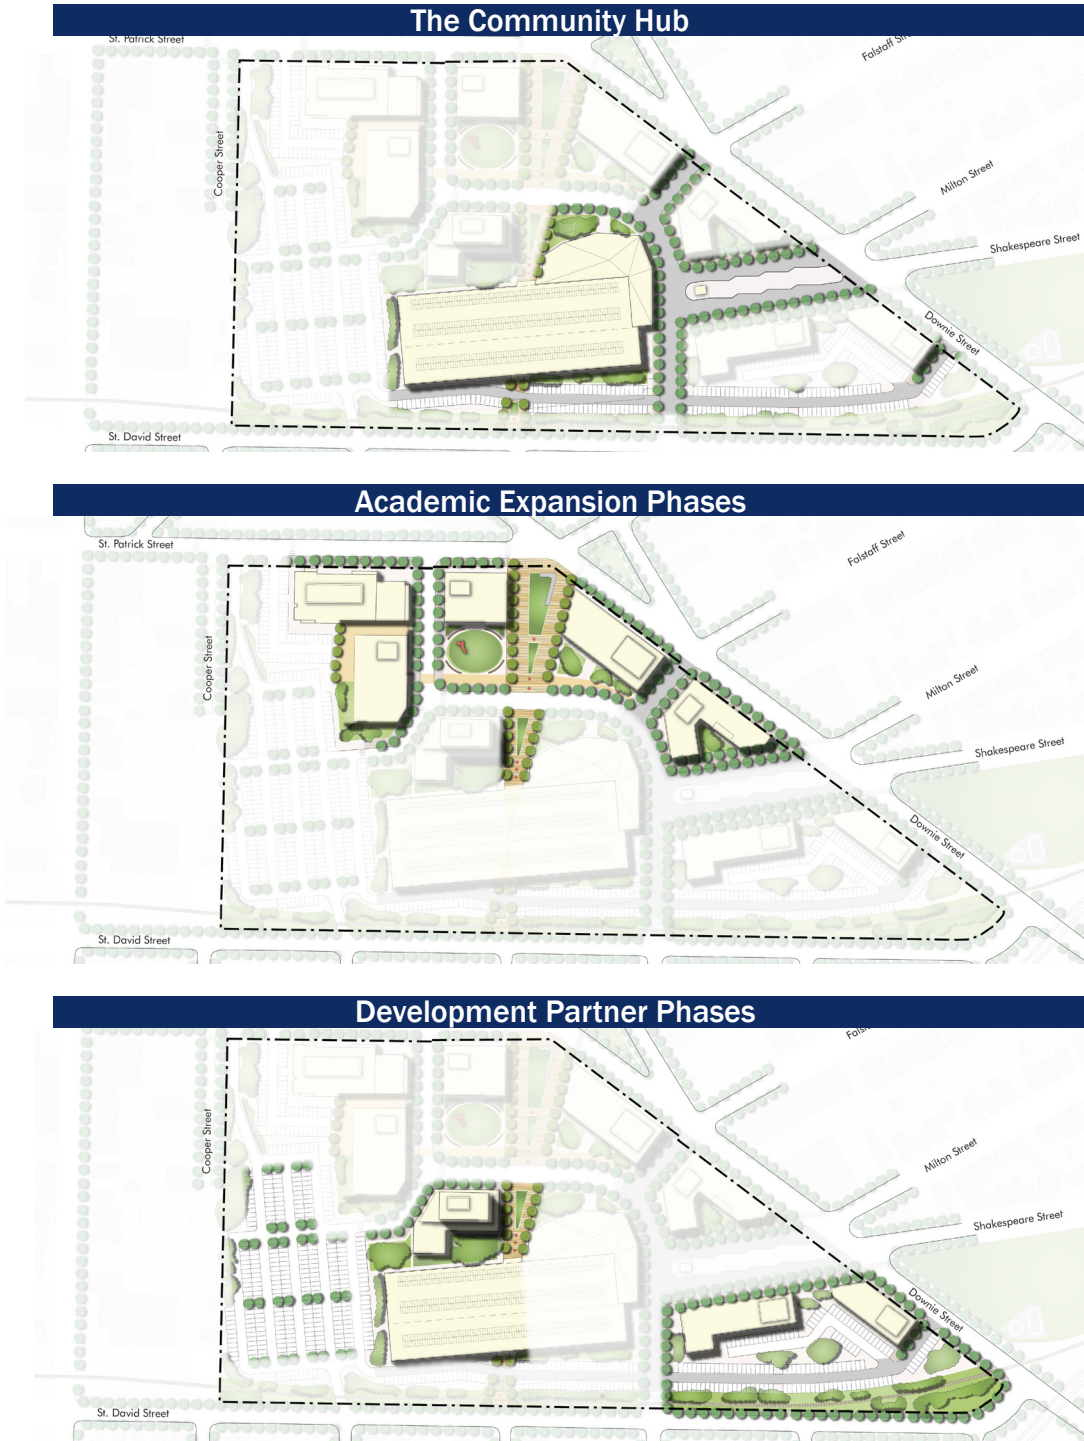 The Community Hub
St. Patrick Street
Falstaff
Cooper Street
Milton Street
Shakespeare Street
Downie Street
St. David Street
Academic Expansion Phases
St. Patrick Street
Falstaff Street
Cooper Street
Milton Street
Shakespeare Street
Downie Street
St. David Street
Development Partner Phases
Cooper Street
Milton Street
Shakespeare Street
Downie Street
St. David Street